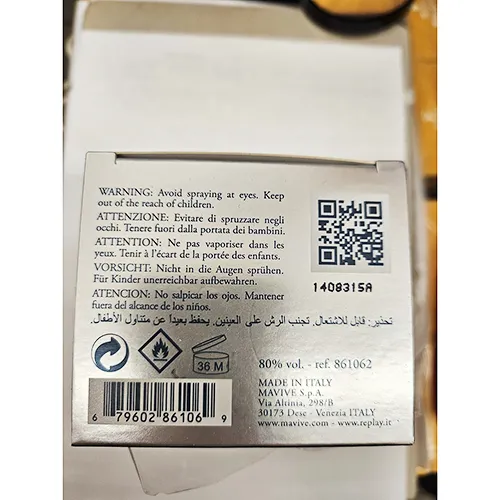 WARNING: Avoid spraying at eyes. Keep
out of the reach of children.
ATTENZIONE: Evitare di spruzzare negli
occhi. Tenere fuori dalla portata dei bambini.
ATTENTION: Ne pas vaporiser dans les
yeux. Tenir à l'écart de la portée des enfants.
VORSICHT: Nicht in die Augen sprühen.
Für Kinder unerreichbar aufbewahren.
ATENCION: No salpicar los ojos. Mantener
fuera del alcance de los niños.
1408315A
تحذير: قابل للاشتعال. تجنب الرش على العينين. يحفظ بعيداً عن متناول الأطفال.
36 M
80% vol. - ref. 861062
MADE IN ITALY
MAVIVE S.p.A.
Via Altinia, 298/B
30173 Dese - Venezia ITALY
www.mavive.com - www.replay.it
6 79602 86106 9